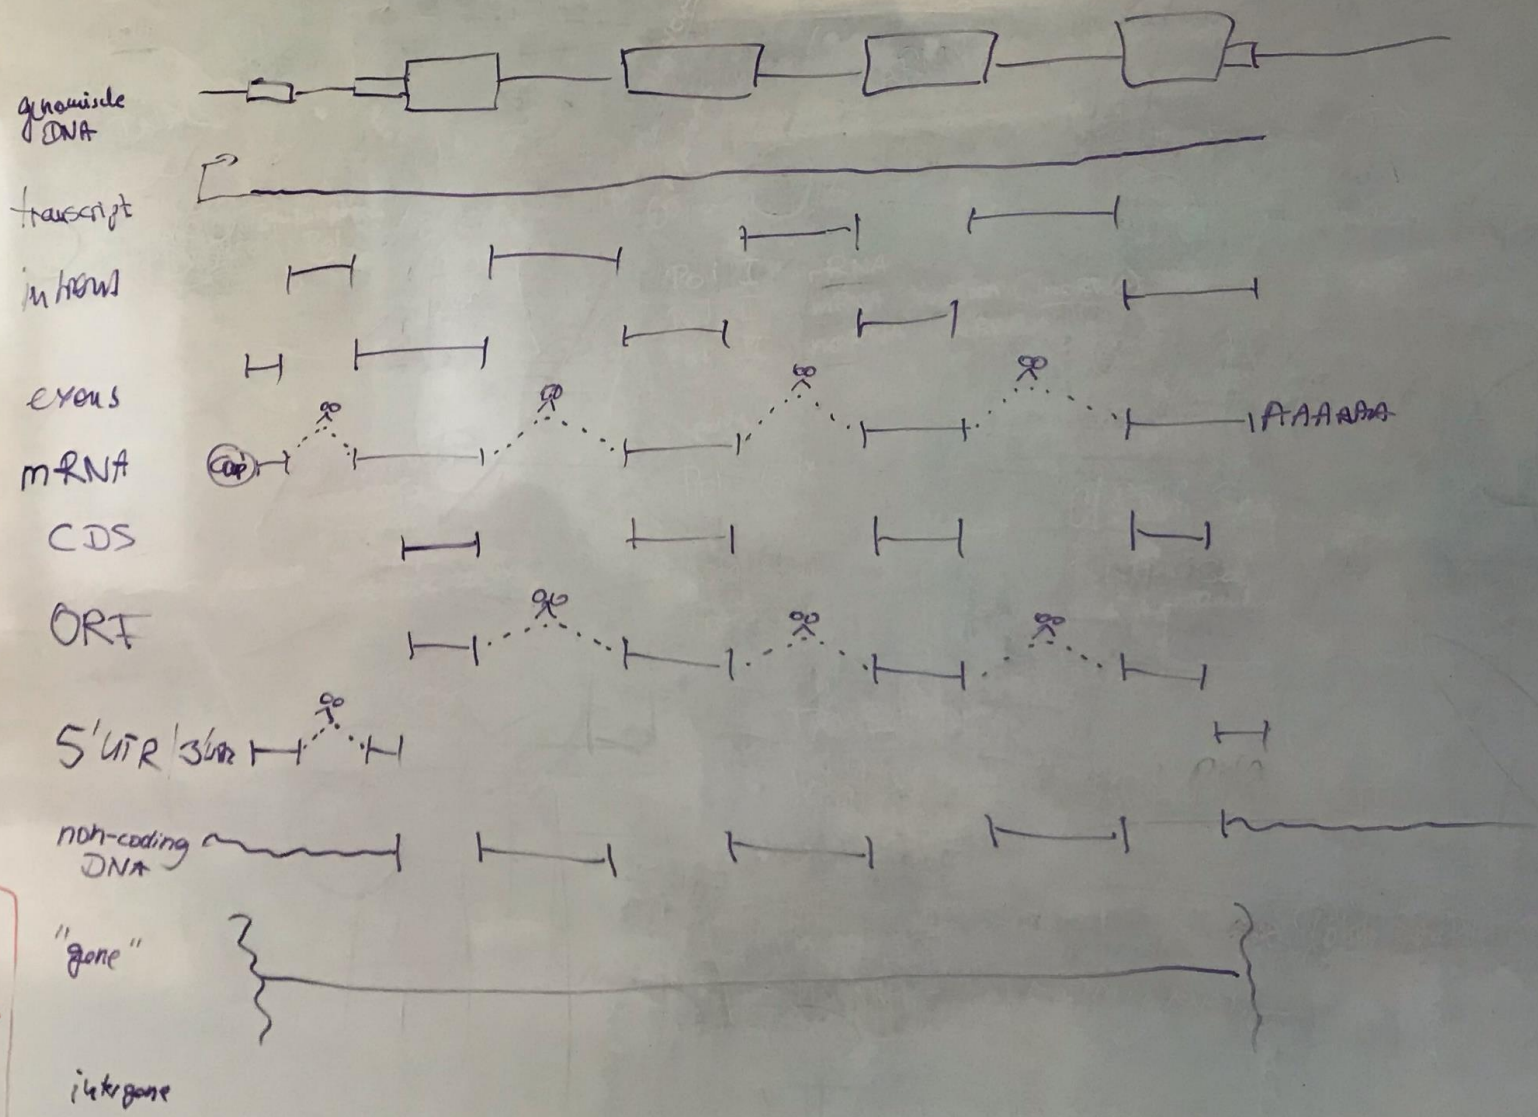 genomische
DNA
transcript
introns
exons
mRNA
Cap
AAAAAA
CDS
ORF
5'UTR/3'UTR
non-coding
DNA
"gene"
intergene